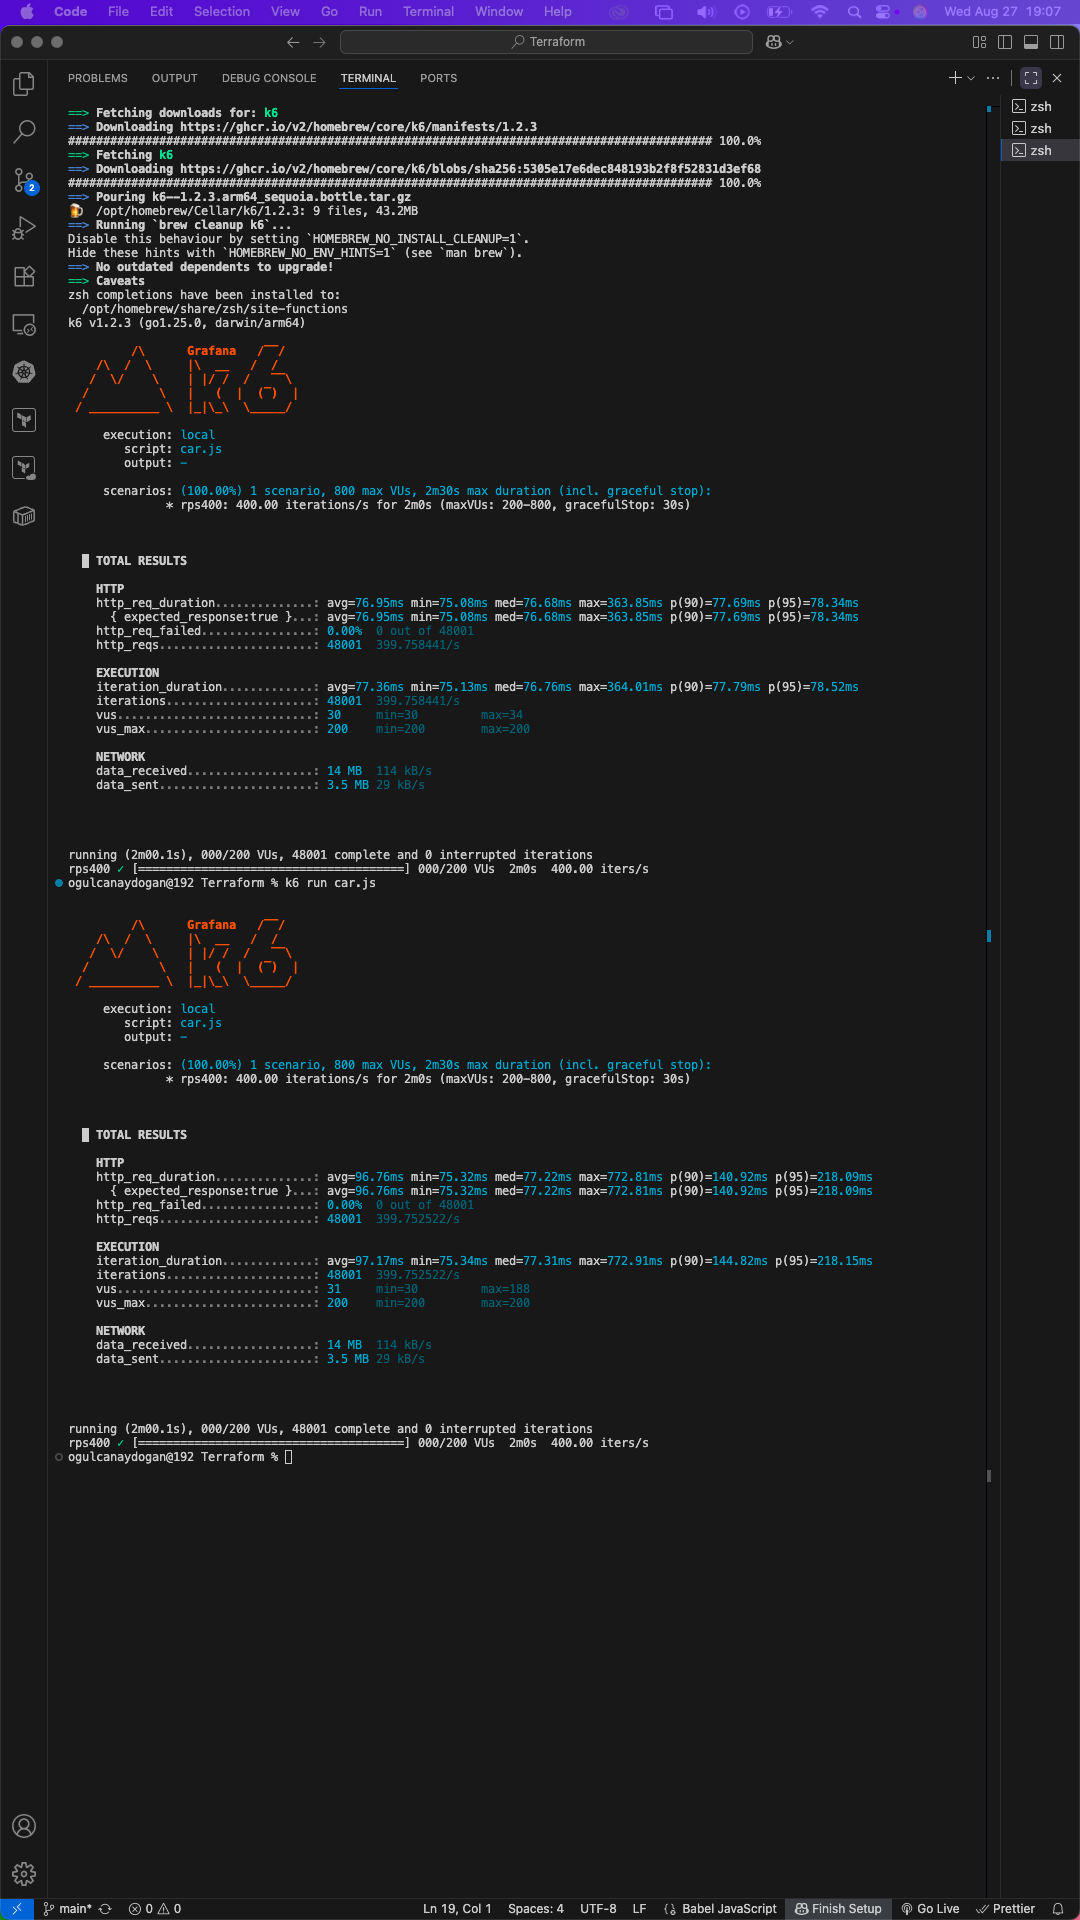 Code File Edit Selection View Go Run Terminal Window Help Wed Aug 27 19:07
Terraform
PROBLEMS OUTPUT DEBUG CONSOLE TERMINAL PORTS
zsh
zsh
zsh
2
==> Fetching downloads for: k6
==> Downloading https://ghcr.io/v2/homebrew/core/k6/manifests/1.2.3
############################################################################################ 100.0%
==> Fetching k6
==> Downloading https://ghcr.io/v2/homebrew/core/k6/blobs/sha256:5305e17e6dec848193b2f8f52831d3ef68
############################################################################################ 100.0%
==> Pouring k6--1.2.3.arm64_sequoia.bottle.tar.gz
🍺  /opt/homebrew/Cellar/k6/1.2.3: 9 files, 43.2MB
==> Running `brew cleanup k6`...
Disable this behaviour by setting `HOMEBREW_NO_INSTALL_CLEANUP=1`.
Hide these hints with `HOMEBREW_NO_ENV_HINTS=1` (see `man brew`).
==> No outdated dependents to upgrade!
==> Caveats
zsh completions have been installed to:
  /opt/homebrew/share/zsh/site-functions
k6 v1.2.3 (go1.25.0, darwin/arm64)
         /\      Grafana   /‾‾/
    /\  /  \     |\  __   /  /
   /  \/    \    | |/ /  /   ‾‾\
  /          \   |   (  |  (‾)  |
 / __________ \  |_|\_\  \_____/
execution: local
script: car.js
output: -
scenarios: (100.00%) 1 scenario, 800 max VUs, 2m30s max duration (incl. graceful stop):
* rps400: 400.00 iterations/s for 2m0s (maxVUs: 200-800, gracefulStop: 30s)
█ TOTAL RESULTS
HTTP
http_req_duration..............: avg=76.95ms min=75.08ms med=76.68ms max=363.85ms p(90)=77.69ms p(95)=78.34ms
  { expected_response:true }...: avg=76.95ms min=75.08ms med=76.68ms max=363.85ms p(90)=77.69ms p(95)=78.34ms
http_req_failed................: 0.00%  0 out of 48001
http_reqs......................: 48001  399.758441/s
EXECUTION
iteration_duration.............: avg=77.36ms min=75.13ms med=76.76ms max=364.01ms p(90)=77.79ms p(95)=78.52ms
iterations.....................: 48001  399.758441/s
vus............................: 30     min=30         max=34
vus_max........................: 200    min=200        max=200
NETWORK
data_received..................: 14 MB  114 kB/s
data_sent......................: 3.5 MB 29 kB/s
running (2m00.1s), 000/200 VUs, 48001 complete and 0 interrupted iterations
rps400 ✓ [======================================] 000/200 VUs  2m0s  400.00 iters/s
ogulcanaydogan@192 Terraform % k6 run car.js
         /\      Grafana   /‾‾/
    /\  /  \     |\  __   /  /
   /  \/    \    | |/ /  /   ‾‾\
  /          \   |   (  |  (‾)  |
 / __________ \  |_|\_\  \_____/
execution: local
script: car.js
output: -
scenarios: (100.00%) 1 scenario, 800 max VUs, 2m30s max duration (incl. graceful stop):
* rps400: 400.00 iterations/s for 2m0s (maxVUs: 200-800, gracefulStop: 30s)
█ TOTAL RESULTS
HTTP
http_req_duration..............: avg=96.76ms min=75.32ms med=77.22ms max=772.81ms p(90)=140.92ms p(95)=218.09ms
  { expected_response:true }...: avg=96.76ms min=75.32ms med=77.22ms max=772.81ms p(90)=140.92ms p(95)=218.09ms
http_req_failed................: 0.00%  0 out of 48001
http_reqs......................: 48001  399.752522/s
EXECUTION
iteration_duration.............: avg=97.17ms min=75.34ms med=77.31ms max=772.91ms p(90)=144.82ms p(95)=218.15ms
iterations.....................: 48001  399.752522/s
vus............................: 31     min=30         max=188
vus_max........................: 200    min=200        max=200
NETWORK
data_received..................: 14 MB  114 kB/s
data_sent......................: 3.5 MB 29 kB/s
running (2m00.1s), 000/200 VUs, 48001 complete and 0 interrupted iterations
rps400 ✓ [======================================] 000/200 VUs  2m0s  400.00 iters/s
ogulcanaydogan@192 Terraform %
main* 0 0 Ln 19, Col 1 Spaces: 4 UTF-8 LF {} Babel JavaScript Finish Setup Go Live Prettier